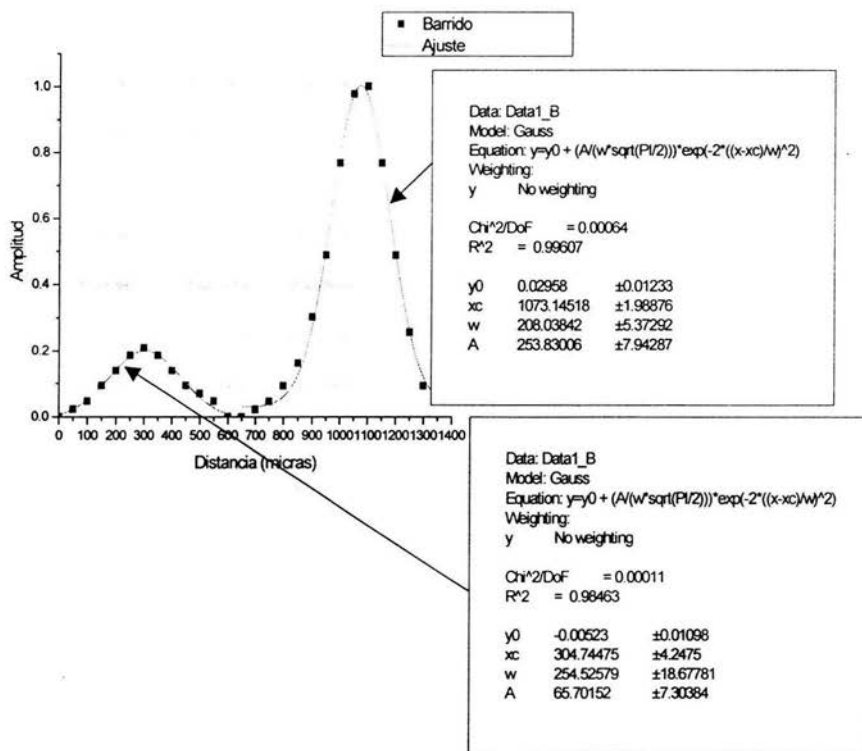 Barrido
Ajuste
1.0
0.8
0.6
0.4
0.2
0.0
Amplitud
0 100 200 300 400 500 600 700 800 900 1000 1100 1200 1300 1400
Distancia (micras)
Data: Data1_B
Model: Gauss
Equation: y=y0 + (A/(w*sqrt(PI/2)))*exp(-2*((x-xc)/w)^2)
Weighting:
y No weighting
Chi^2/DoF = 0.00064
R^2 = 0.99607
y0 0.02958 ±0.01233
xc 1073.14518 ±1.98876
w 208.03842 ±5.37292
A 253.83006 ±7.94287
Data: Data1_B
Model: Gauss
Equation: y=y0 + (A/(w*sqrt(PI/2)))*exp(-2*((x-xc)/w)^2)
Weighting:
y No weighting
Chi^2/DoF = 0.00011
R^2 = 0.98463
y0 -0.00523 ±0.01098
xc 304.74475 ±4.2475
w 254.52579 ±18.67781
A 65.70152 ±7.30384